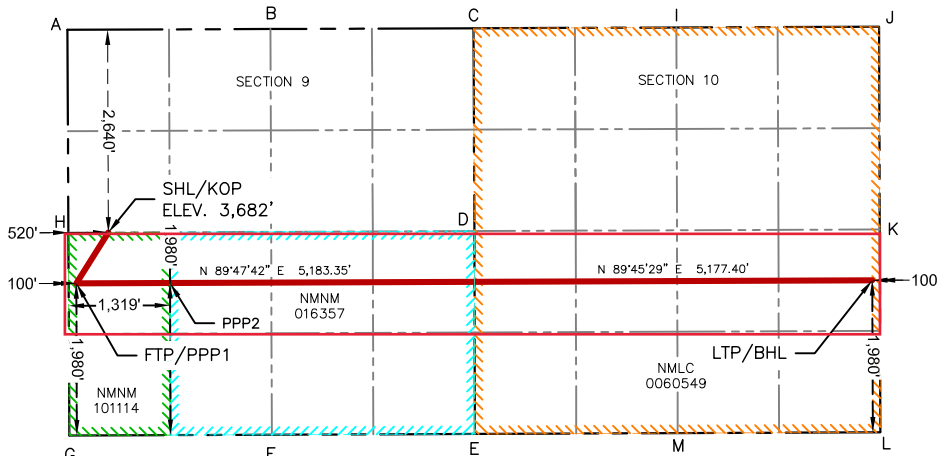 A
B
C
I
J
SECTION 9
SECTION 10
2,640'
SHL/KOP
ELEV. 3,682'
H
D
K
520'
1,980'
N 89°47'42" E 5,183.35'
N 89°45'29" E 5,177.40'
100'
100
1,319'
NMNM
016357
PPP2
FTP/PPP1
LTP/BHL
1,980'
1,980'
NMNM
101114
NMLC
0060549
G
F
E
M
L